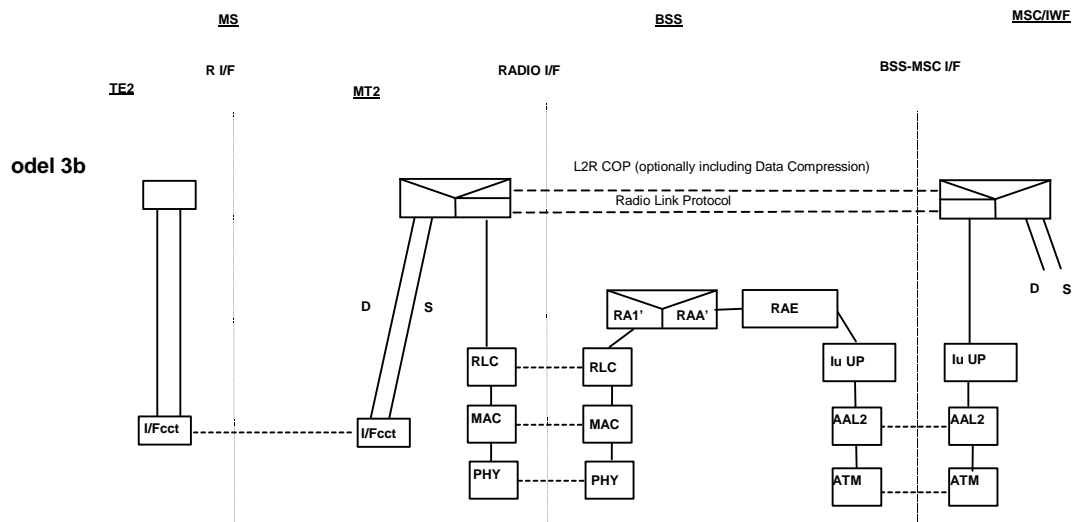 MS
BSS
MSC/IWF
R I/F
RADIO I/F
BSS-MSC I/F
TE2
MT2
odel 3b
L2R COP (optionally including Data Compression)
Radio Link Protocol
D
S
D
S
RA1'
RAA'
RAE
RLC
RLC
Iu UP
Iu UP
I/Fcct
I/Fcct
MAC
MAC
AAL2
AAL2
PHY
PHY
ATM
ATM